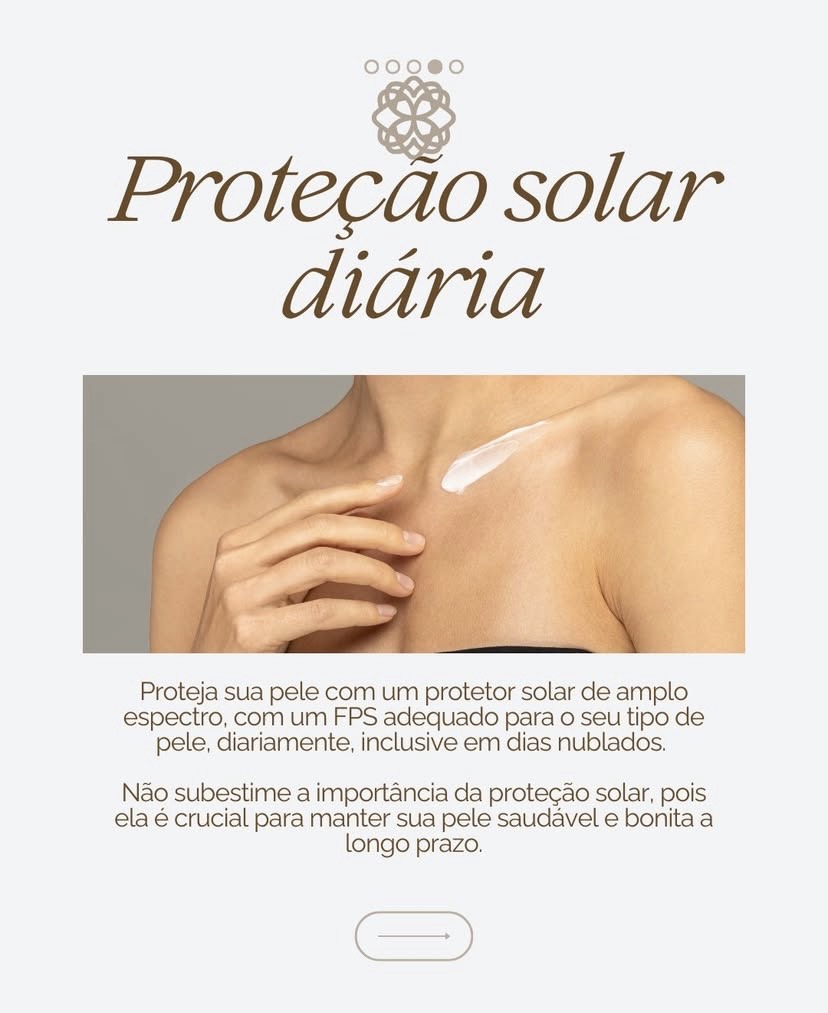 Proteção solar
diária
Proteja sua pele com um protetor solar de amplo
espectro, com um FPS adequado para o seu tipo de
pele, diariamente, inclusive em dias nublados.
Não subestime a importância da proteção solar, pois
ela é crucial para manter sua pele saudável e bonita a
longo prazo.